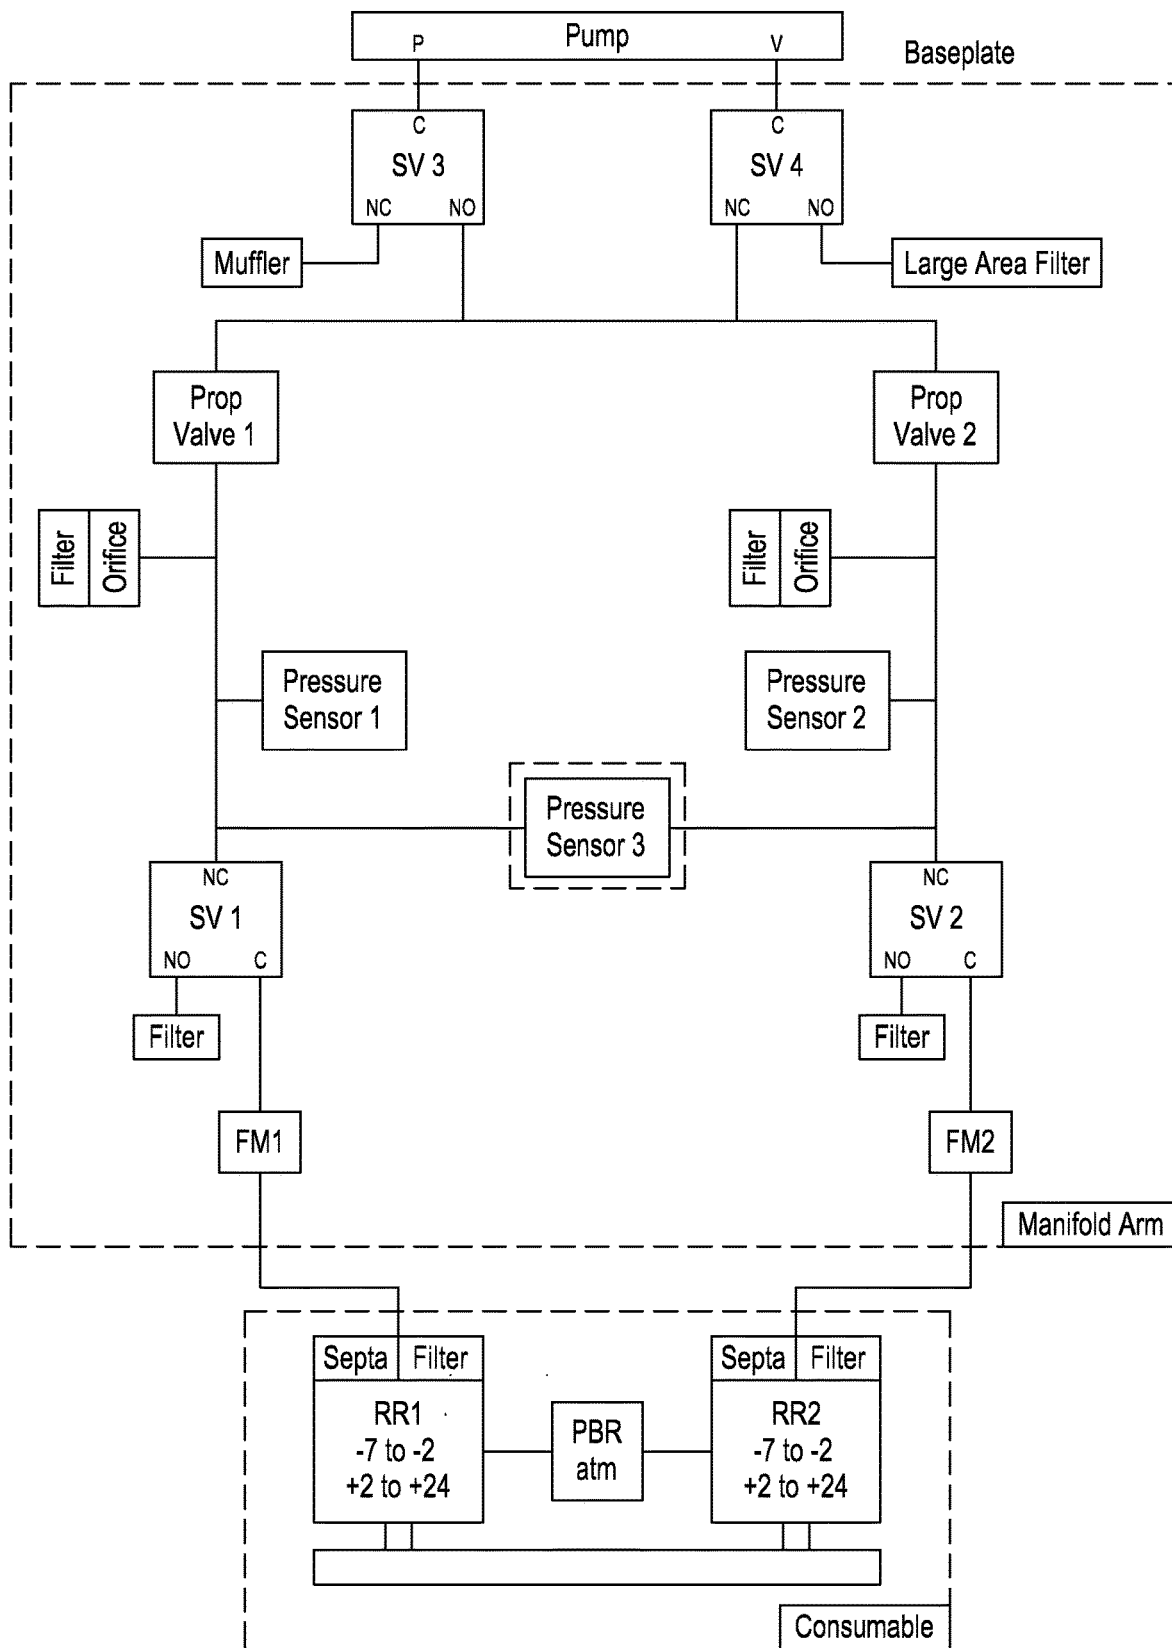 Pump
P
V
Baseplate
C
SV 3
NC
NO
C
SV 4
NC
NO
Muffler
Large Area Filter
Prop
Valve 1
Prop
Valve 2
Filter
Orifice
Filter
Orifice
Pressure
Sensor 1
Pressure
Sensor 2
Pressure
Sensor 3
NC
SV 1
NO
C
NC
SV 2
NO
C
Filter
Filter
FM1
FM2
Manifold Arm
Septa
Filter
RR1
-7 to -2
+2 to +24
PBR
atm
Septa
Filter
RR2
-7 to -2
+2 to +24
Consumable